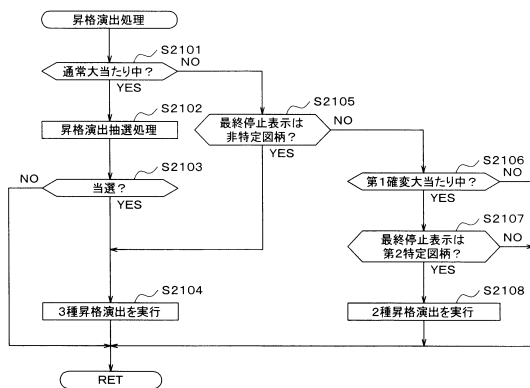 昇格演出処理
S2101
通常大当たり中？
NO
YES
S2102
昇格演出抽選処理
S2103
NO
当選？
YES
S2105
最終停止表示は
非特定図柄？
NO
YES
S2106
第1確変大当たり中？
NO
YES
S2107
最終停止表示は
第2特定図柄？
NO
YES
S2104
3種昇格演出を実行
S2108
2種昇格演出を実行
RET